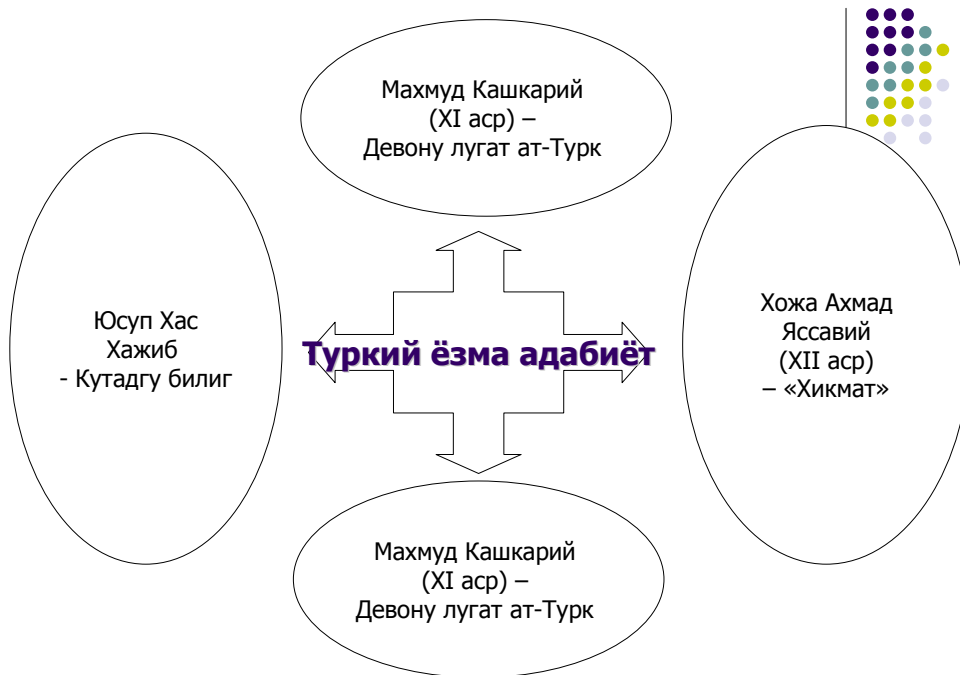 Махмуд Кашкарий
(XI аср) –
Девону лугат ат-Турк
Юсуп Хас
Хажиб
- Кутадгу билиг
Туркий ёзма адабиёт
Хожа Ахмад
Яссавий
(XII аср)
– «Хикмат»
Махмуд Кашкарий
(XI аср) –
Девону лугат ат-Турк